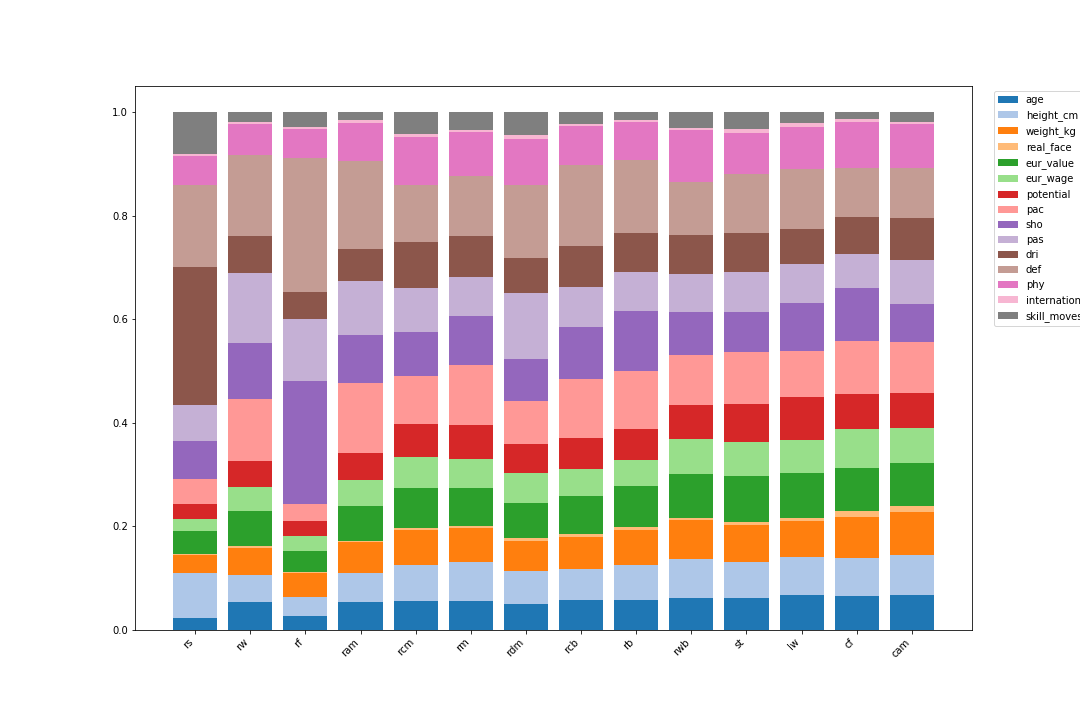 1.0
0.8
0.6
0.4
0.2
0.0
rs
rw
rf
ram
rcm
rm
rdm
rcb
rb
rwb
st
lw
cf
cam
age
height_cm
weight_kg
real_face
eur_value
eur_wage
potential
pac
sho
pas
dri
def
phy
internation
skill_moves